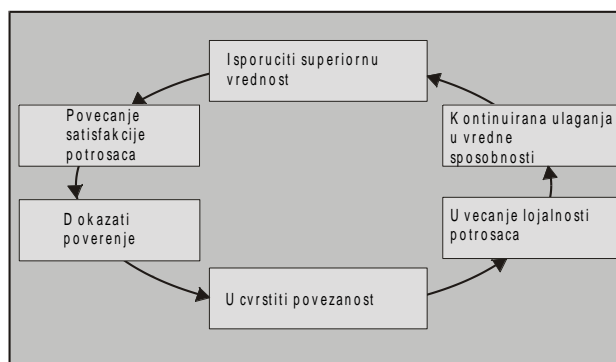 Isporuciti superiornu
vrednost
Povecanje
satisfakcije
potrosaca
Kontinuirana ulaganja
u vredne
sposobnosti
Dokazati
poverenje
Uvecanje lojalnosti
potrosaca
Ucvrstiti povezanost